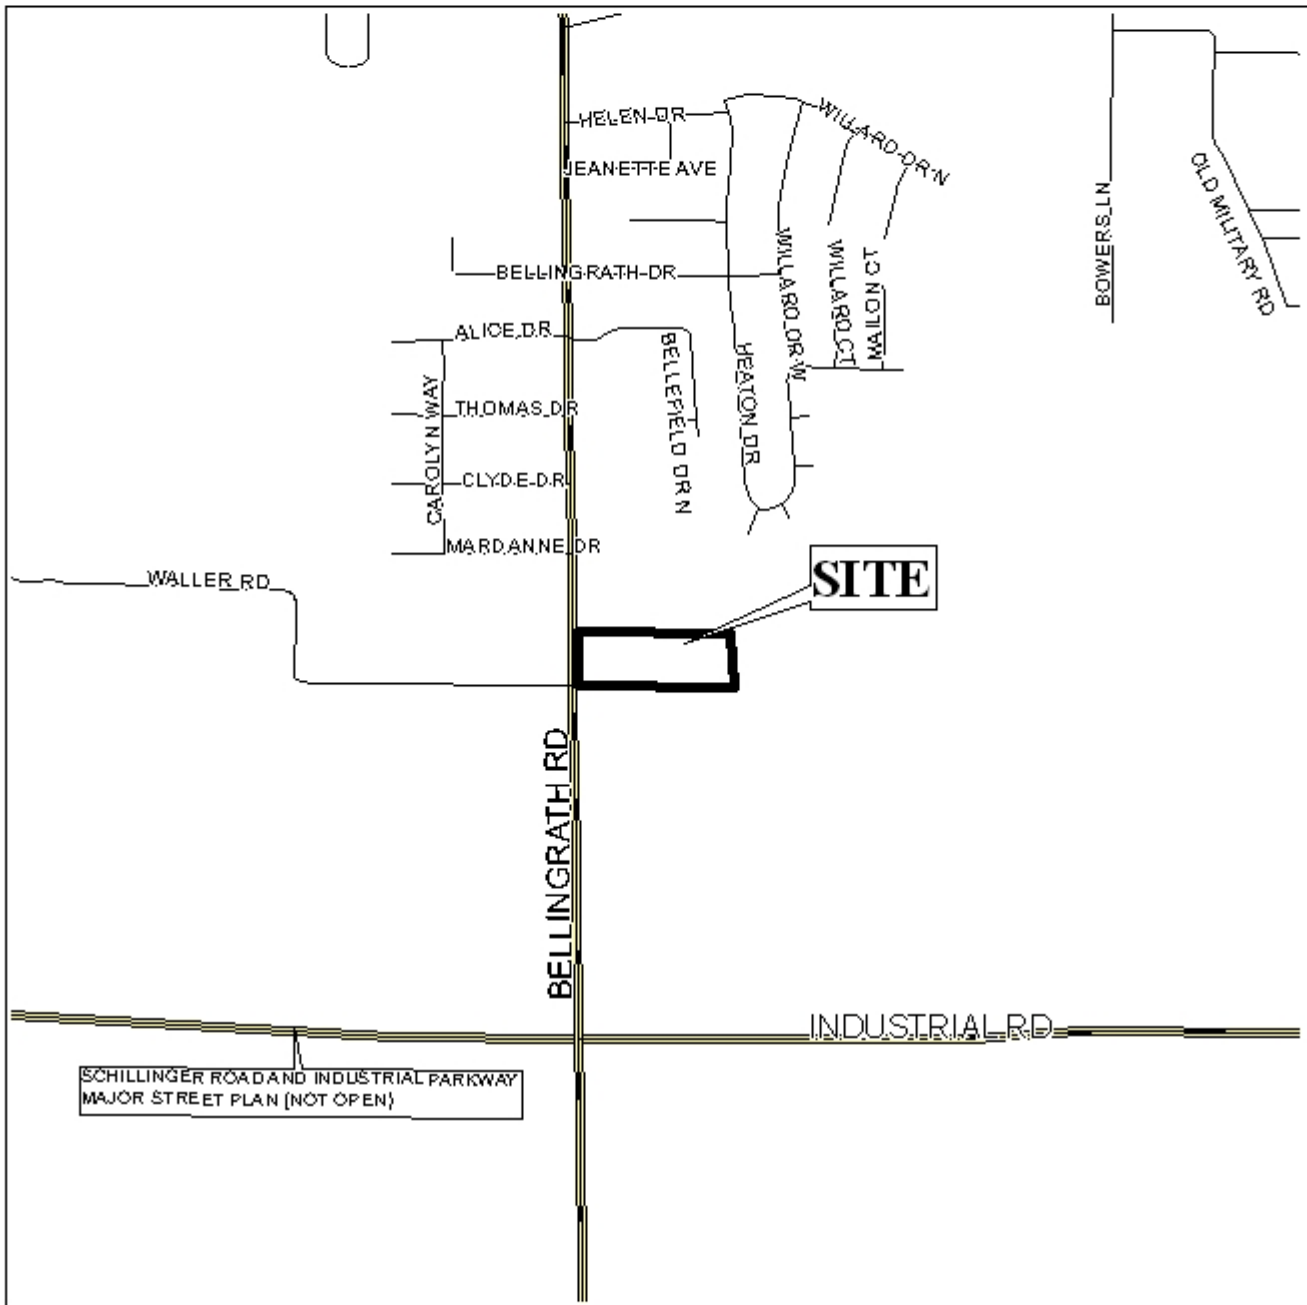 HELEN DR
WILLARD DR N
JEANETTE AVE
OLD MILITARY RD
BOWERS LN
BELLINGRATH DR
WILLARD DR W
WILLARD CT
MAILON CT
ALICE DR
BELLEFIELD DR N
HEATON DR
CAROLYN WAY
THOMAS DR
CLYDE DR
MARDANNE DR
WALLER RD
SITE
BELLINGRATH RD
INDUSTRIAL RD
SCHILLINGER ROAD AND INDUSTRIAL PARKWAY
MAJOR STREET PLAN (NOT OPEN)